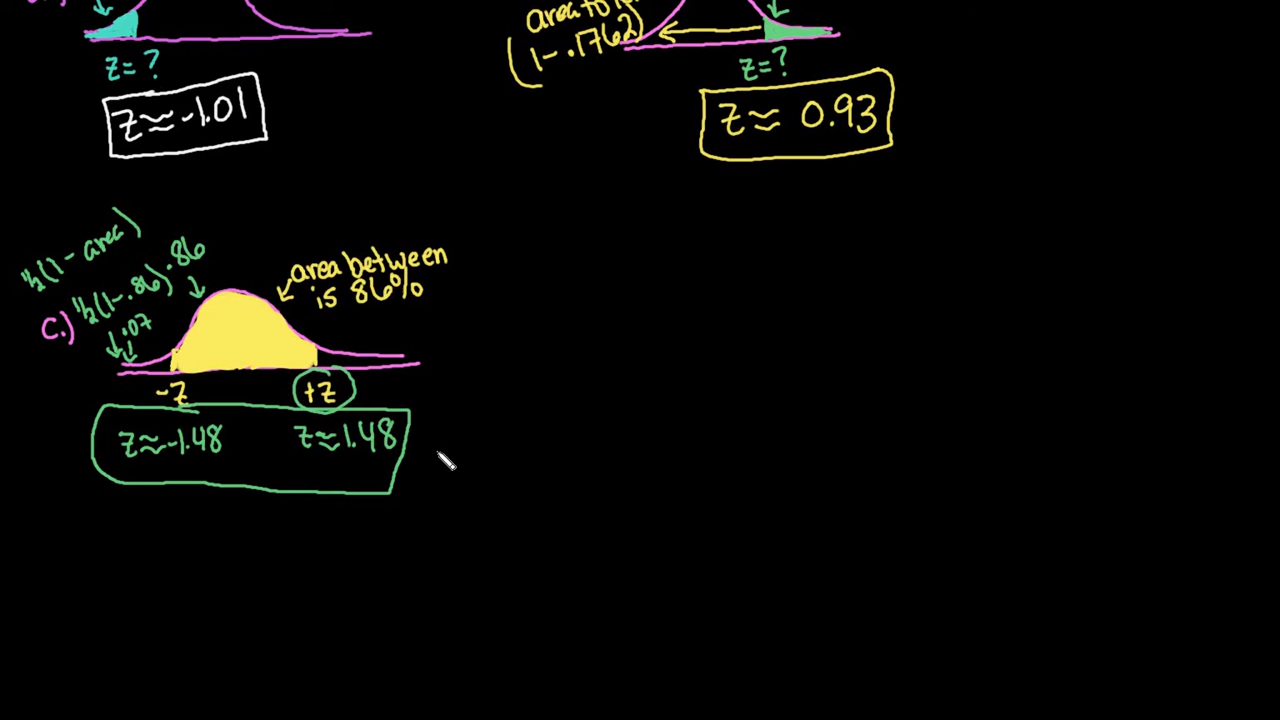 z=?
z≈-1.01
area to
(1-.1762)
z=?
z≈ 0.93
½(1-area)
½(1-.86)
.86
.07
C.)
area between
is 86%
-z
+z
z≈-1.48
z≈1.48